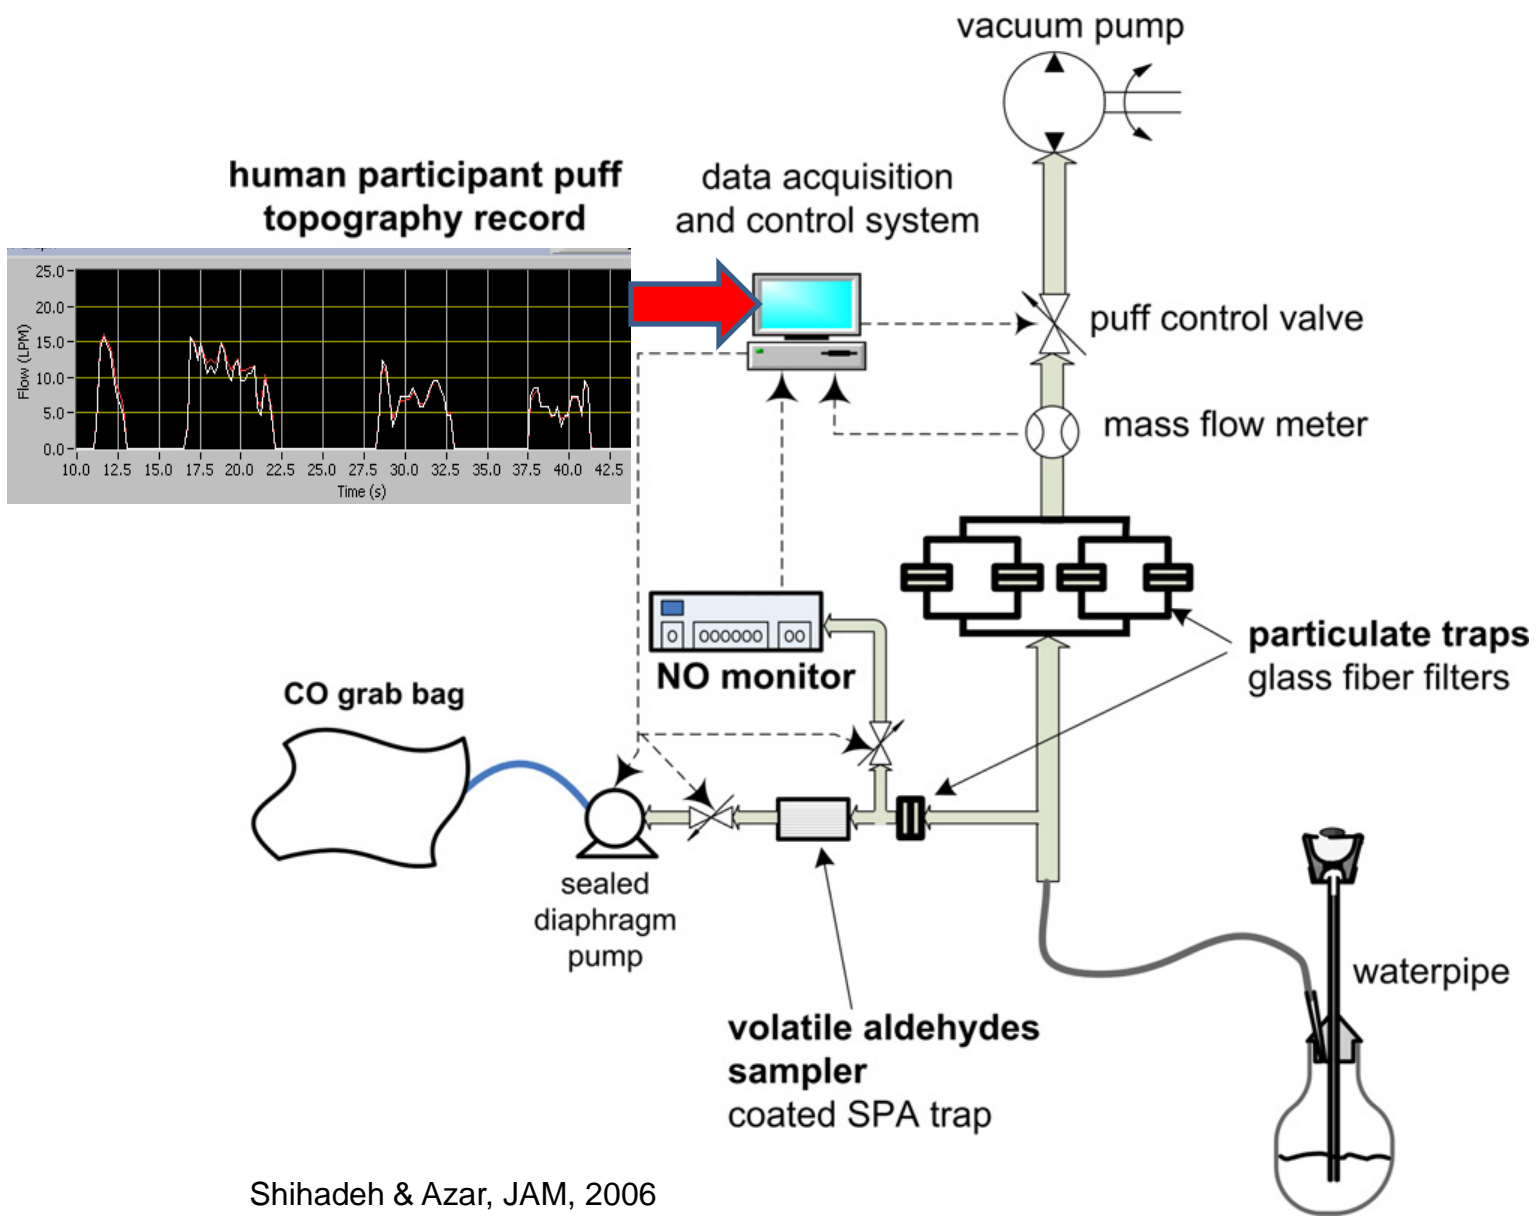 vacuum pump
human participant puff
topography record
data acquisition
and control system
25.0
20.0
15.0
10.0
5.0
0.0
Flow (LPM)
10.0 12.5 15.0 17.5 20.0 22.5 25.0 27.5 30.0 32.5 35.0 37.5 40.0 42.5
Time (s)
puff control valve
mass flow meter
0 000000 00
NO monitor
particulate traps
glass fiber filters
CO grab bag
sealed
diaphragm
pump
waterpipe
volatile aldehydes
sampler
coated SPA trap
Shihadeh & Azar, JAM, 2006